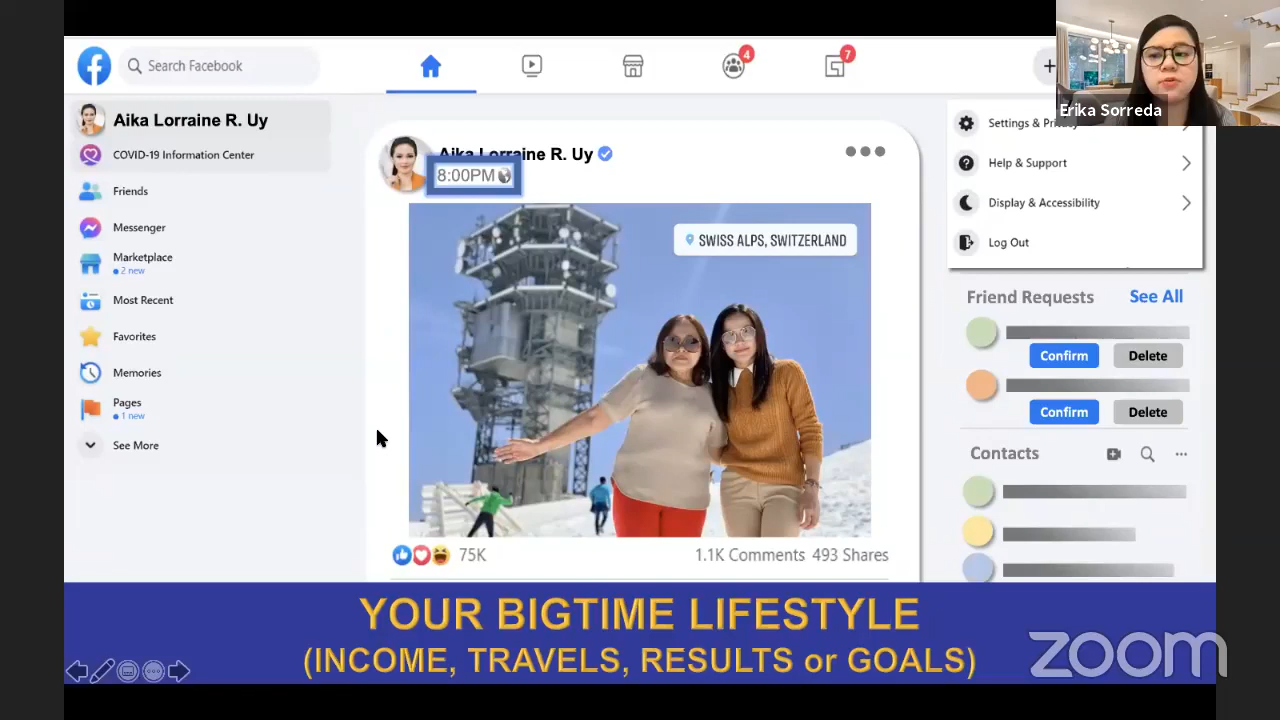 Search Facebook
4
7
+
Erika Sorreda
Aika Lorraine R. Uy
COVID-19 Information Center
Friends
Messenger
Marketplace
2 new
Most Recent
Favorites
Memories
Pages
1 new
See More
Aika Lorraine R. Uy
8:00PM
SWISS ALPS, SWITZERLAND
75K
1.1K Comments 493 Shares
Settings & Privacy
Help & Support
Display & Accessibility
Log Out
Friend Requests See All
Confirm Delete
Confirm Delete
Contacts
YOUR BIGTIME LIFESTYLE
(INCOME, TRAVELS, RESULTS or GOALS)
zoom